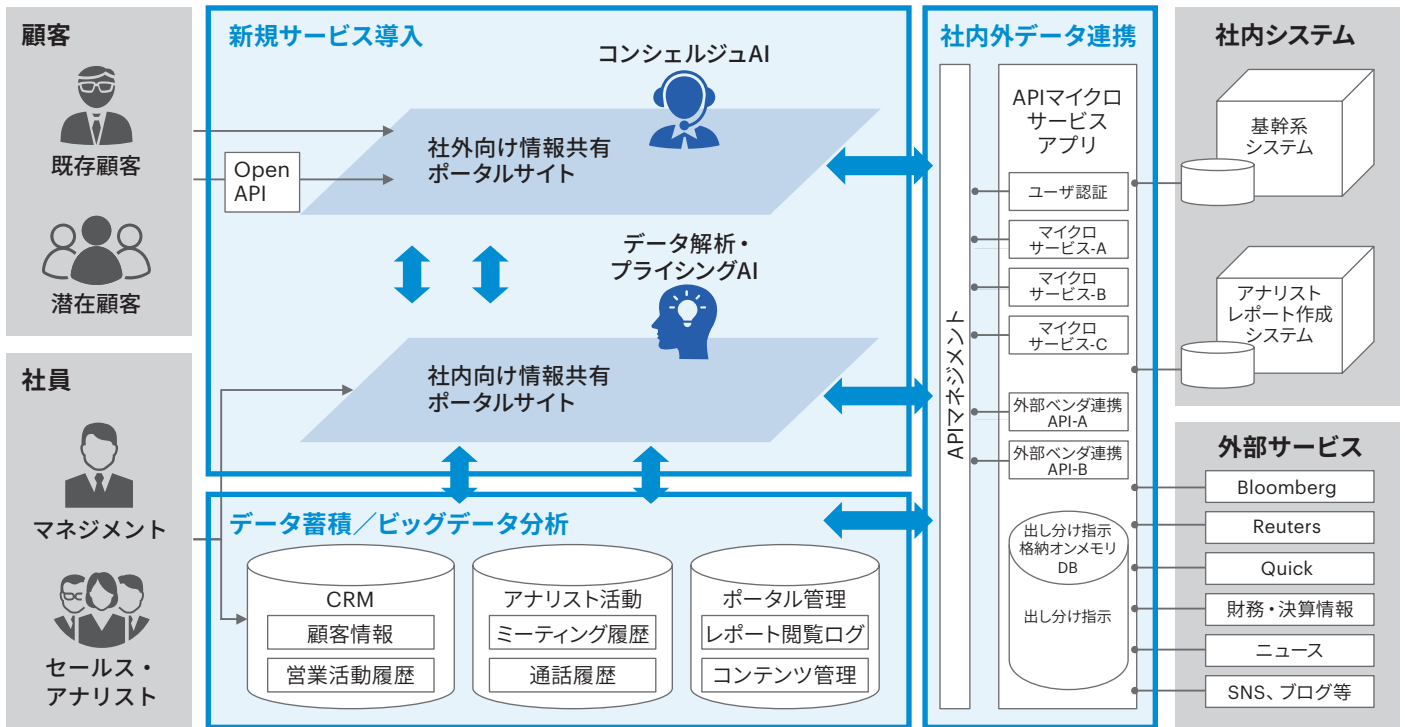 顧客
既存顧客
潜在顧客
社員
マネジメント
セールス・
アナリスト
新規サービス導入
コンシェルジュAI
社外向け情報共有
ポータルサイト
Open
API
データ解析・
プライシングAI
社内向け情報共有
ポータルサイト
データ蓄積／ビッグデータ分析
CRM
顧客情報
営業活動履歴
アナリスト活動
ミーティング履歴
通話履歴
ポータル管理
レポート閲覧ログ
コンテンツ管理
社内外データ連携
APIマネジメント
APIマイクロ
サービス
アプリ
ユーザ認証
マイクロ
サービス-A
マイクロ
サービス-B
マイクロ
サービス-C
外部ベンダ連携
API-A
外部ベンダ連携
API-B
出し分け指示
格納オンメモリ
DB
出し分け指示
社内システム
基幹系
システム
アナリスト
レポート作成
システム
外部サービス
Bloomberg
Reuters
Quick
財務・決算情報
ニュース
SNS、ブログ等